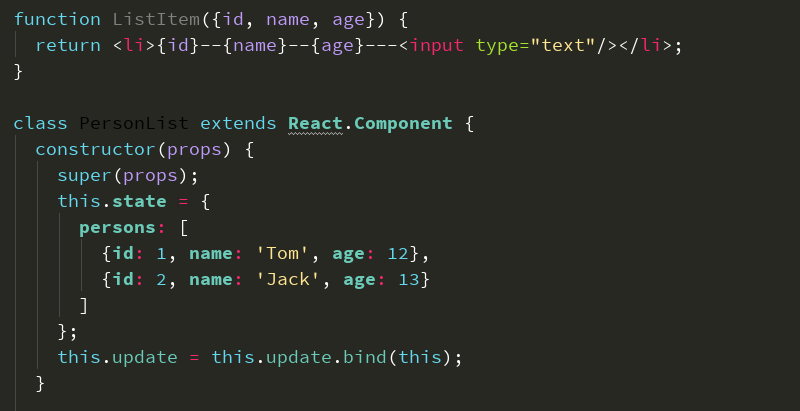 function ListItem({id, name, age}) {
return <li>{id}--{name}--{age}---<input type="text"/></li>;
}
class PersonList extends React.Component {
constructor(props) {
super(props);
this.state = {
persons: [
{id: 1, name: 'Tom', age: 12},
{id: 2, name: 'Jack', age: 13}
]
};
this.update = this.update.bind(this);
}